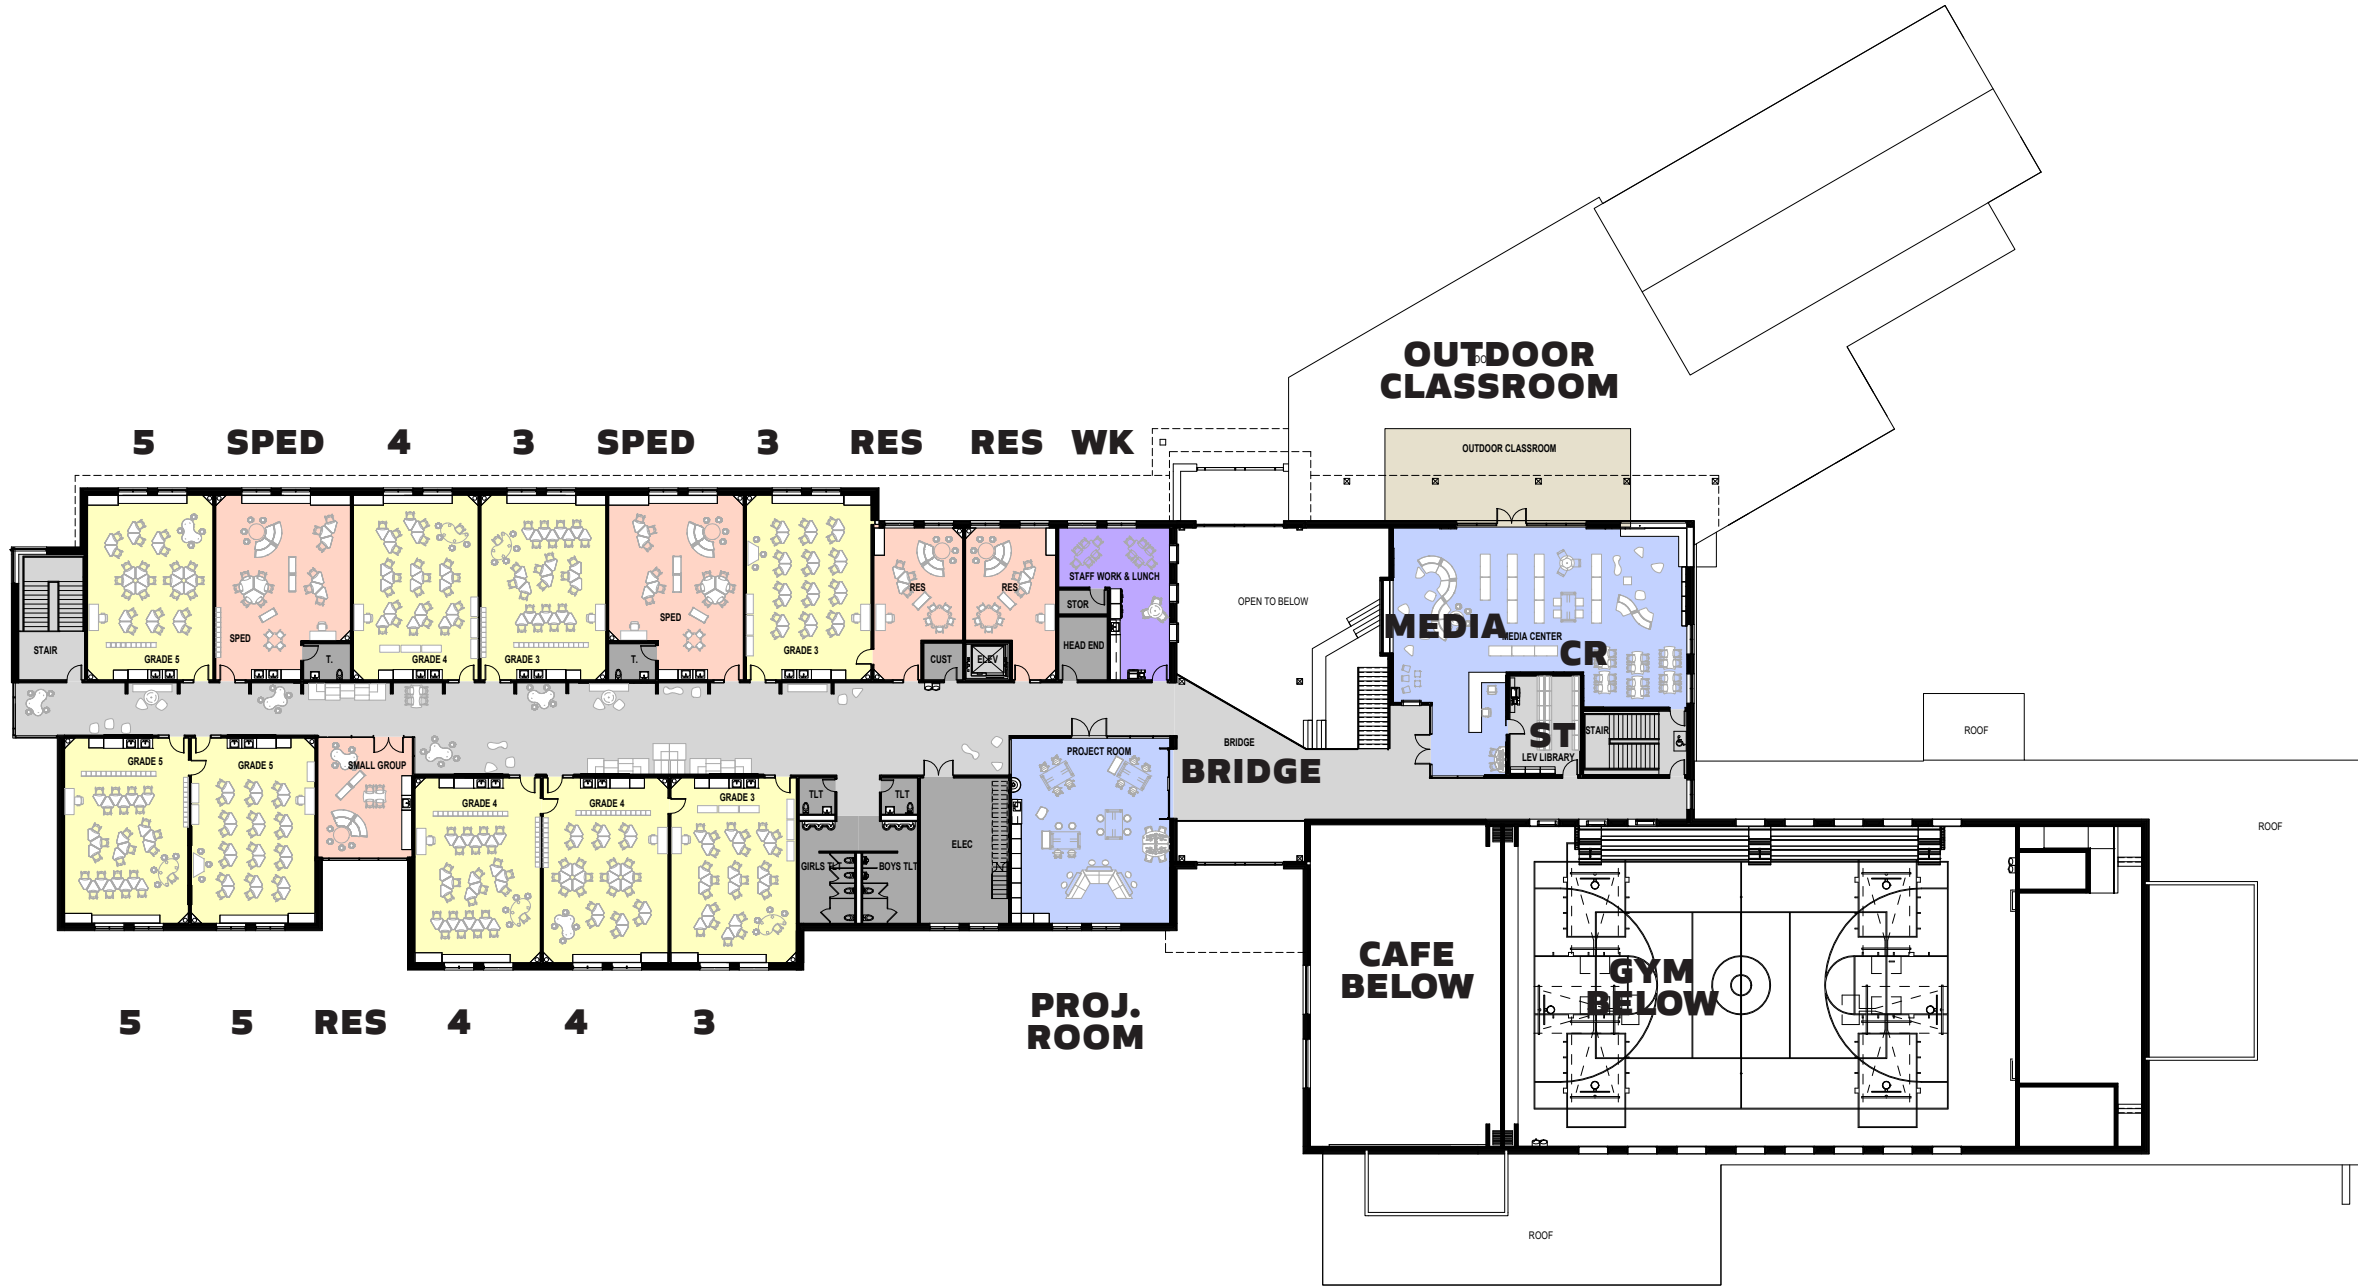 OUTDOOR
CLASSROOM
5 SPED 4 3 SPED 3 RES RES WK
OUTDOOR CLASSROOM
STAFF WORK & LUNCH
RES
RES
OPEN TO BELOW
STOR
SPED
MEDIA
MEDIA CENTER
SPED
HEAD END
STAIR
GRADE 3
CR
GRADE 5
T.
GRADE 4
GRADE 3
T.
CUST
ELEV
ROOF
STAIR
ST
BRIDGE
PROJECT ROOM
LEV LIBRARY
GRADE 5
GRADE 5
SMALL GROUP
BRIDGE
TLT
TLT
GRADE 4
GRADE 4
GRADE 3
ROOF
ELEC
GIRLS TLT
BOYS TLT
CAFE
BELOW
GYM
BELOW
5 5 RES 4 4 3
PROJ.
ROOM
ROOF